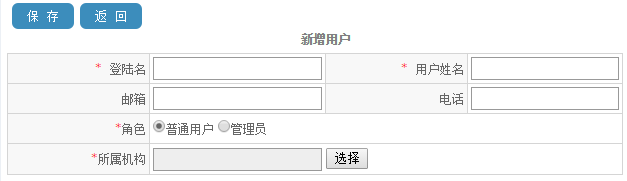 保 存 返 回
新增用户
* 登陆名 * 用户姓名
邮箱 电话
*角色 普通用户 管理员
*所属机构 选择